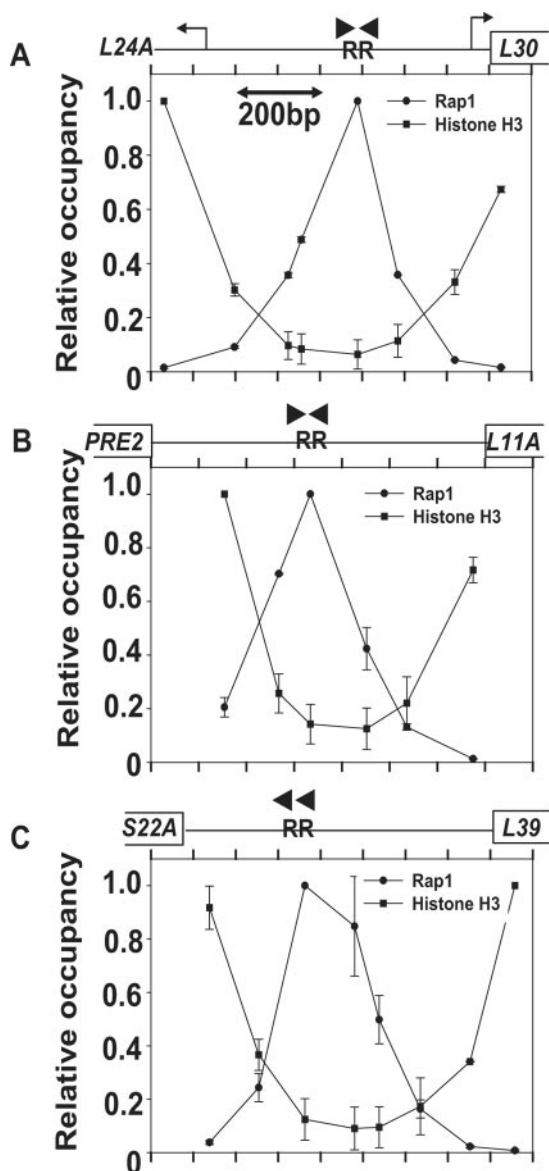 A
L24A
RR
L30
200bp
Rap1
Histone H3
Relative occupancy
1.0
0.8
0.6
0.4
0.2
0
B
PRE2
RR
L11A
Rap1
Histone H3
Relative occupancy
1.0
0.8
0.6
0.4
0.2
0
C
S22A
RR
L39
Rap1
Histone H3
Relative occupancy
1.0
0.8
0.6
0.4
0.2
0